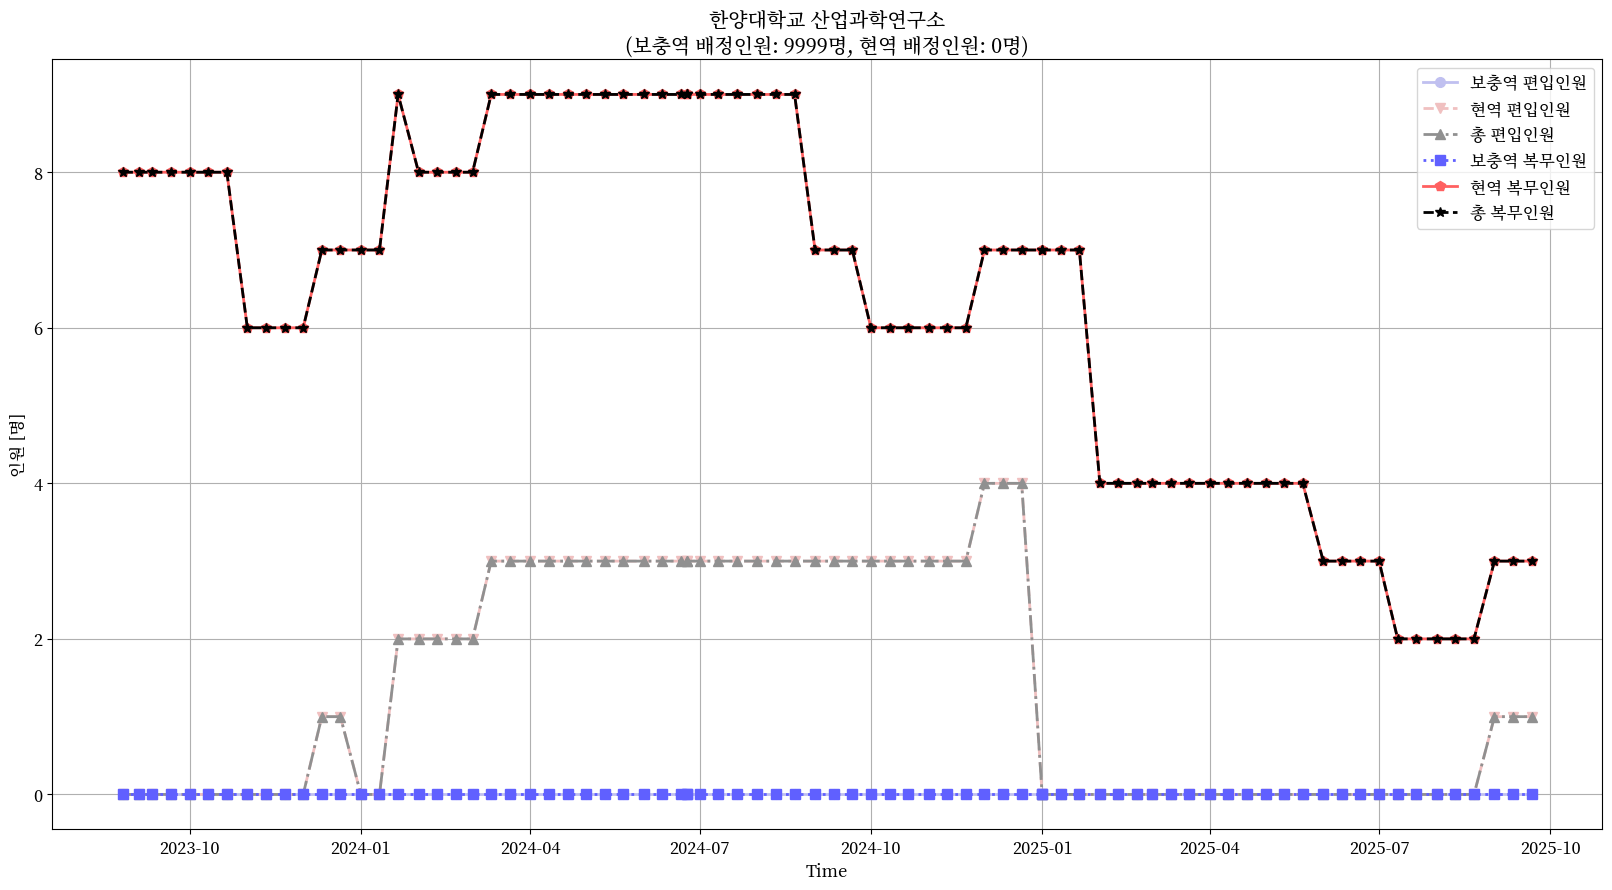 한양대학교 산업과학연구소
(보충역 배정인원: 9999명, 현역 배정인원: 0명)
보충역 편입인원
현역 편입인원
총 편입인원
보충역 복무인원
현역 복무인원
총 복무인원
인원 [명]
8
6
4
2
0
2023-10
2024-01
2024-04
2024-07
2024-10
2025-01
2025-04
2025-07
2025-10
Time